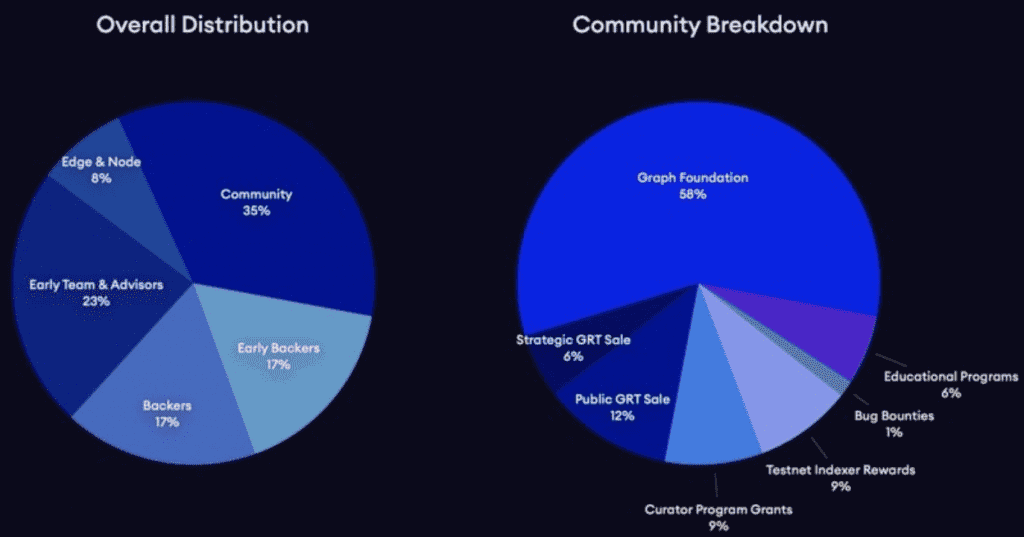 Overall Distribution
Edge & Node
8%
Community
35%
Early Team & Advisors
23%
Early Backers
17%
Backers
17%
Community Breakdown
Graph Foundation
58%
Strategic GRT Sale
6%
Public GRT Sale
12%
Educational Programs
6%
Bug Bounties
1%
Testnet Indexer Rewards
9%
Curator Program Grants
9%